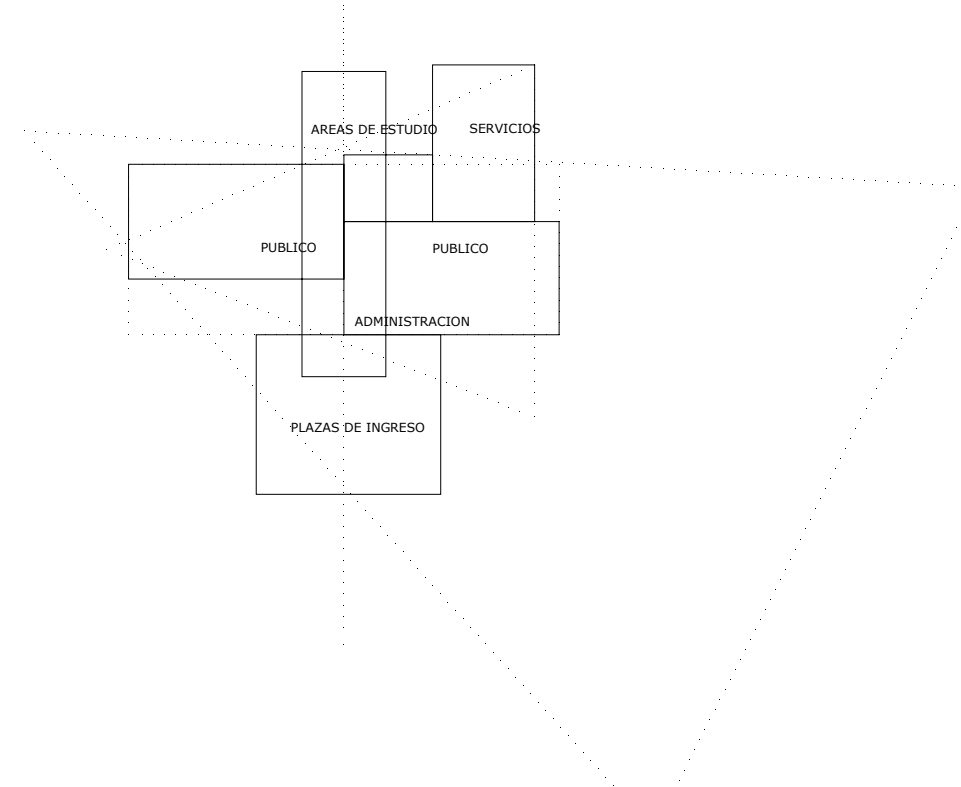 AREAS DE ESTUDIO
SERVICIOS
PUBLICO
PUBLICO
ADMINISTRACION
PLAZAS DE INGRESO